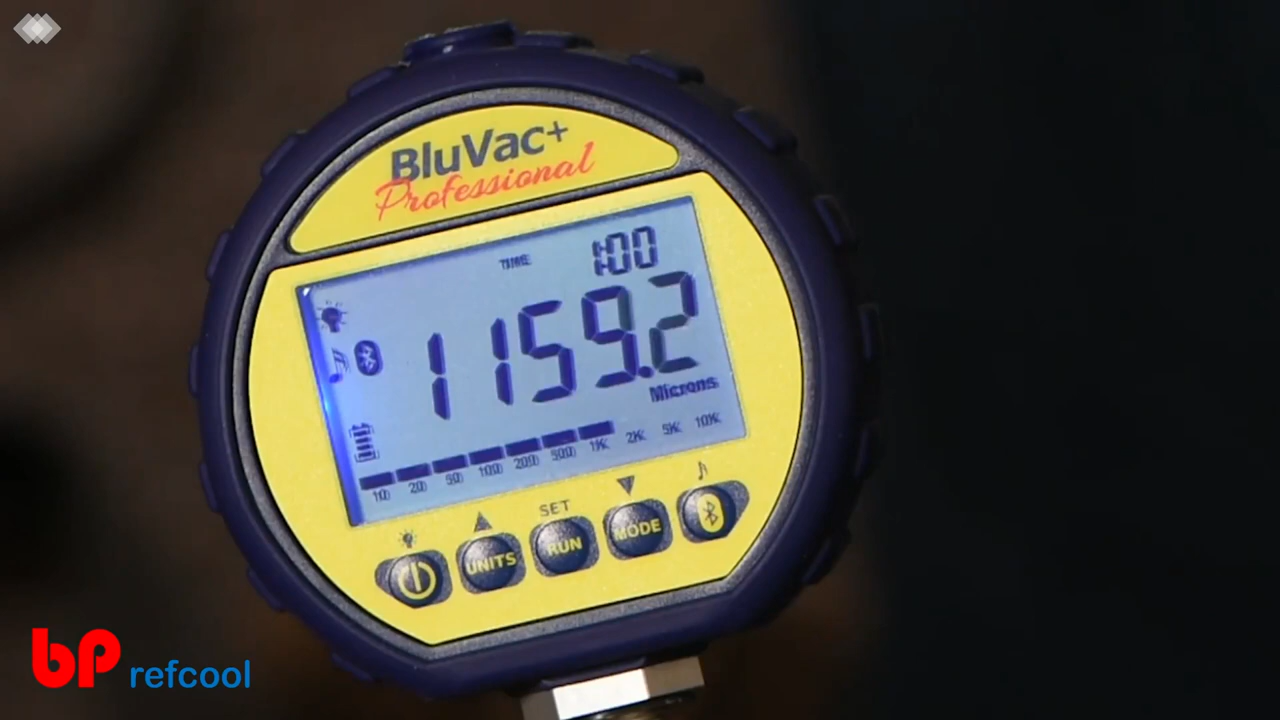 BluVac+
Professional
TIME 1:00
1159.2
Microns
10 20 50 100 200 500 1K 2K 5K 10K
SET
UNITS RUN MODE
bp refcool